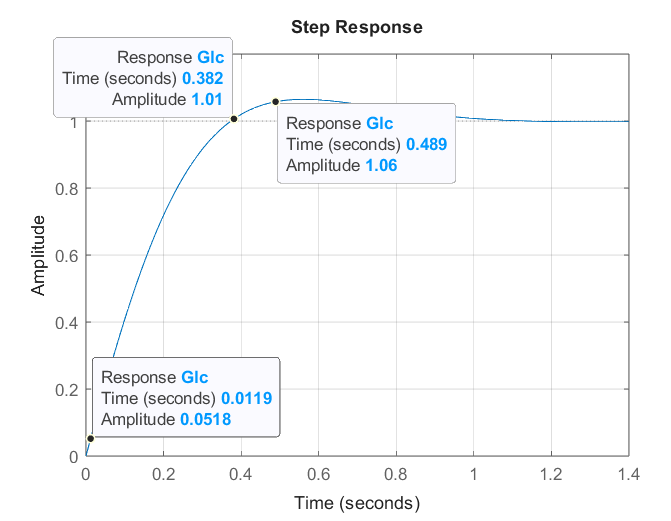 Step Response
Response Glc
Time (seconds) 0.382
Amplitude 1.01
Response Glc
Time (seconds) 0.489
Amplitude 1.06
Response Glc
Time (seconds) 0.0119
Amplitude 0.0518
Amplitude
1
0.8
0.6
0.4
0.2
0
0 0.2 0.4 0.6 0.8 1 1.2 1.4
Time (seconds)